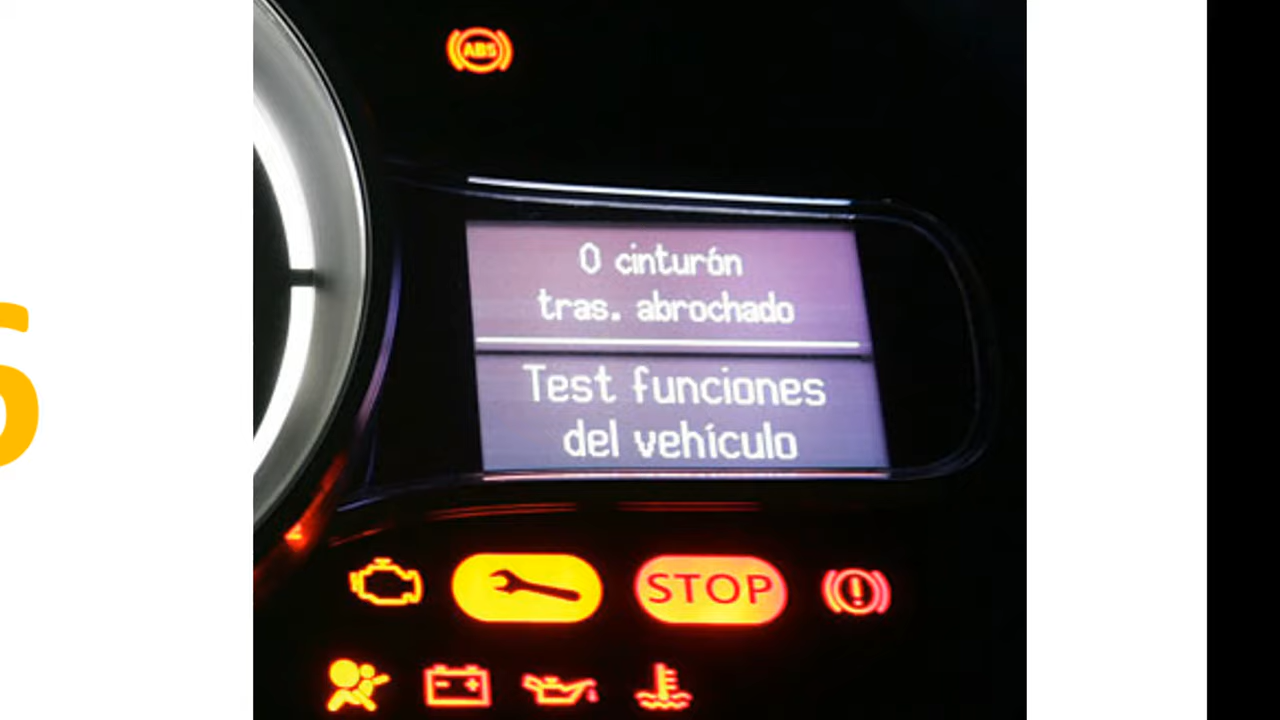 ABS
0 cinturón
tras. abrochado
Test funciones
del vehículo
STOP